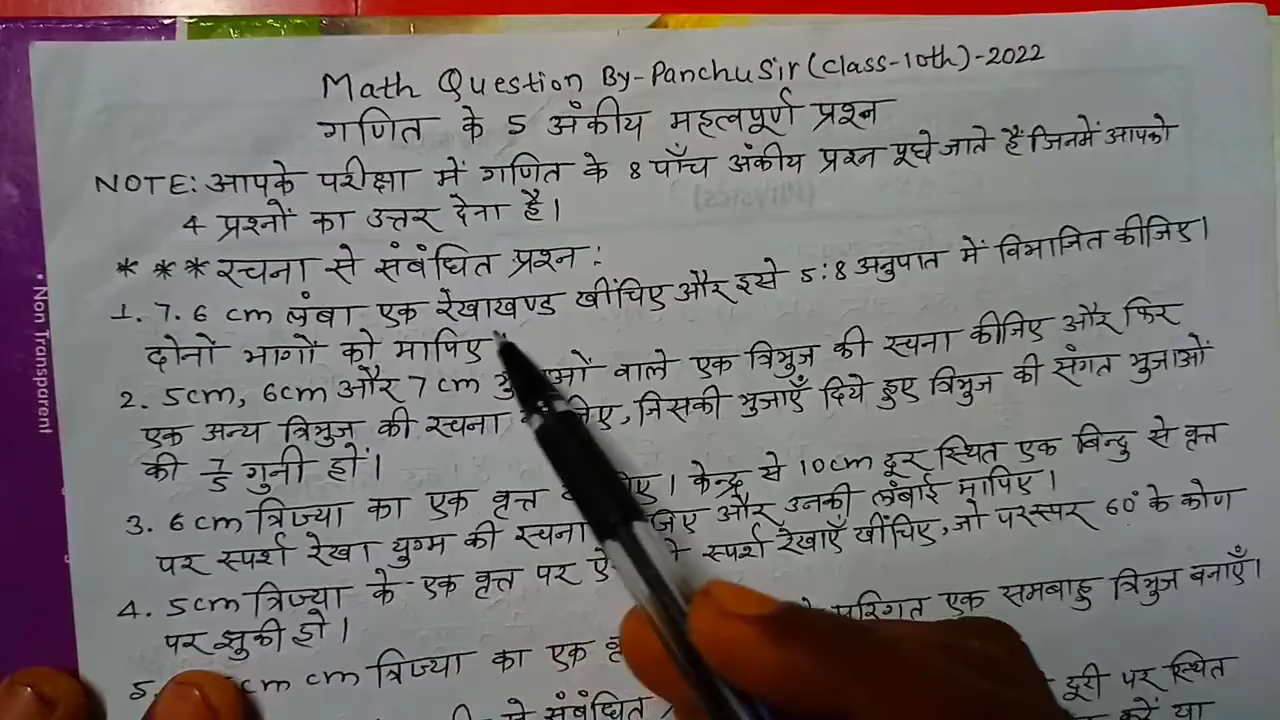 Math Question By-Panchu Sir (class-10th)-2022
गणित के 5 अंकीय महत्वपूर्ण प्रश्न
NOTE: आपके परीक्षा में गणित के 8 पाँच अंकीय प्रश्न पूछे जाते हैं जिनमें आपको
4 प्रश्नों का उत्तर देना है।
* * * रचना से संबंधित प्रश्न :
1. 7.6 cm लंबा एक रेखाखण्ड खींचिए और इसे 5:8 अनुपात में विभाजित कीजिए।
दोनों भागों को मापिए
2. 5cm, 6cm और 7cm वाले एक त्रिभुज की रचना कीजिए और फिर
एक अन्य त्रिभुज की रचना जिसकी भुजाएँ दिये हुए त्रिभुज की संगत भुजाओं
की 7/5 गुनी हों।
3. 6cm त्रिज्या का एक वृत्त केन्द्र से 10cm दूर स्थित एक बिन्दु से वृत्त
पर स्पर्श रेखा युग्म की रचना और उनकी लंबाई मापिए।
4. 5cm त्रिज्या के एक वृत्त पर स्पर्श रेखाएँ खींचिए, जो परस्पर 60° के कोण
पर झुकी हो।
5. cm त्रिज्या का एक परिगत एक समबाहु त्रिभुज बनाएँ।
से संबंधित दूरी पर स्थित
करें या
Non Transparent